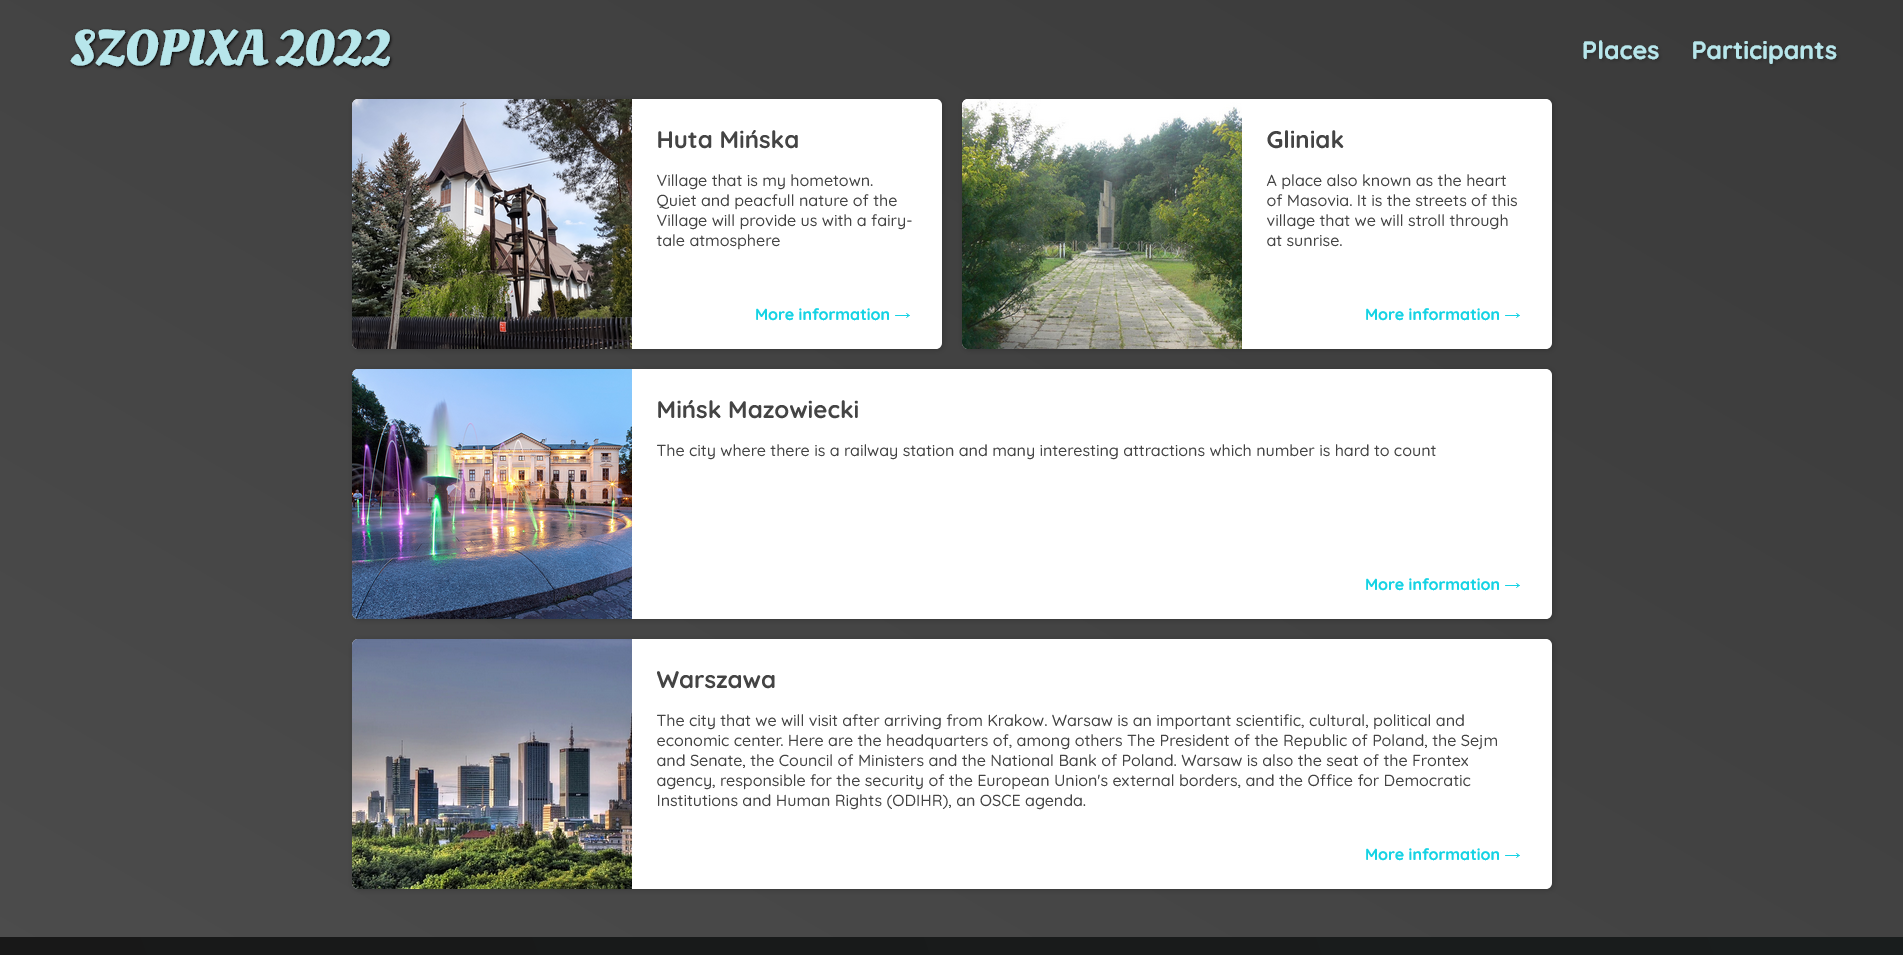 SZOPIXA 2022
Places
Participants
Huta Mińska
Village that is my hometown.
Quiet and peacfull nature of the
Village will provide us with a fairy-
tale atmosphere
More information →
Gliniak
A place also known as the heart
of Masovia. It is the streets of this
village that we will stroll through
at sunrise.
More information →
Mińsk Mazowiecki
The city where there is a railway station and many interesting attractions which number is hard to count
More information →
Warszawa
The city that we will visit after arriving from Krakow. Warsaw is an important scientific, cultural, political and
economic center. Here are the headquarters of, among others The President of the Republic of Poland, the Sejm
and Senate, the Council of Ministers and the National Bank of Poland. Warsaw is also the seat of the Frontex
agency, responsible for the security of the European Union's external borders, and the Office for Democratic
Institutions and Human Rights (ODIHR), an OSCE agenda.
More information →